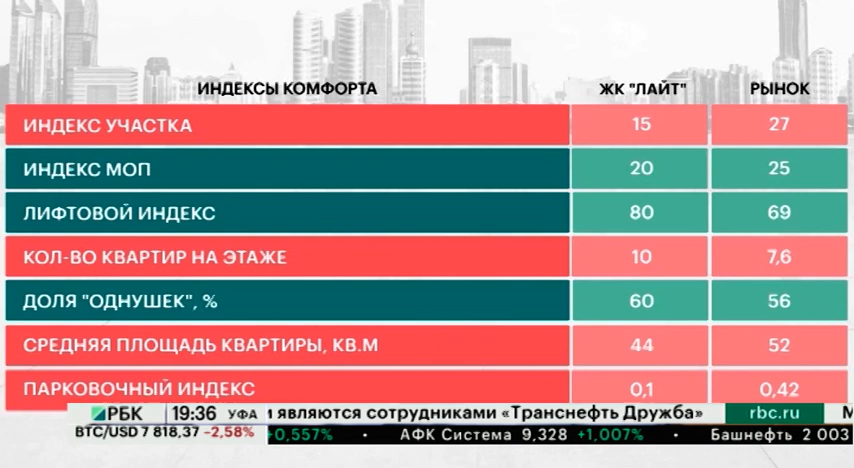 ИНДЕКСЫ КОМФОРТА ЖК "ЛАЙТ" РЫНОК
ИНДЕКС УЧАСТКА 15 27
ИНДЕКС МОП 20 25
ЛИФТОВОЙ ИНДЕКС 80 69
КОЛ-ВО КВАРТИР НА ЭТАЖЕ 10 7,6
ДОЛЯ "ОДНУШЕК", % 60 56
СРЕДНЯЯ ПЛОЩАДЬ КВАРТИРЫ, КВ.М 44 52
ПАРКОВОЧНЫЙ ИНДЕКС 0,1 0,42
РБК 19:36 УФА и являются сотрудниками «Транснефть Дружба» rbc.ru М
BTC/USD 7 818,37 -2,58% +0,557% • АФК Система 9,328 +1,007% • Башнефть 2 003